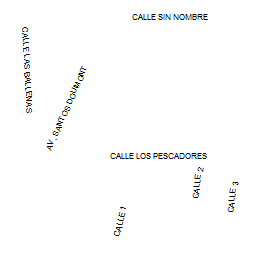 CALLE SIN NOMBRE
CALLE LAS BALLENAS
AV. SANTOS DOUMONT
CALLE LOS PESCADORES
CALLE 2
CALLE 3
CALLE 1